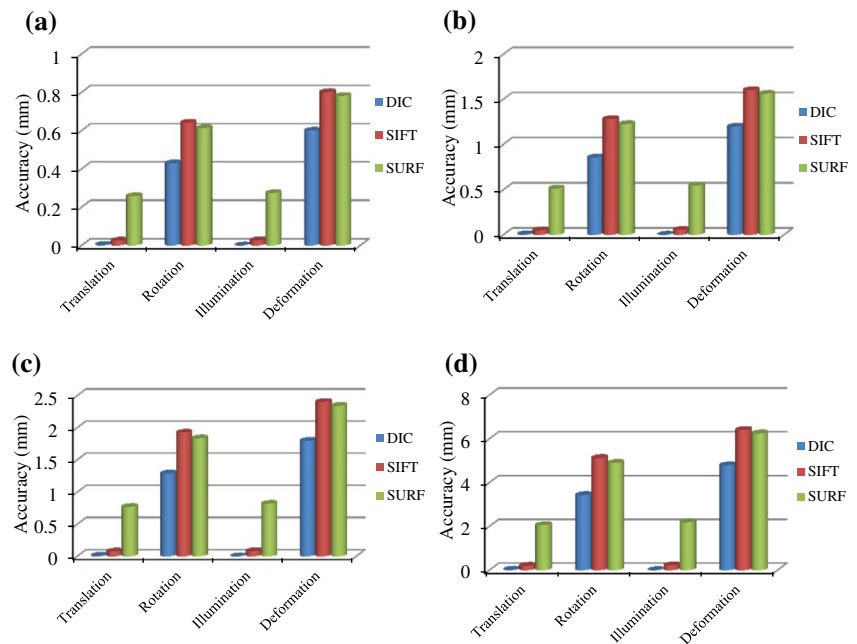 (a)
Accuracy (mm)
1
0.8
0.6
0.4
0.2
0
Translation
Rotation
Illumination
Deformation
DIC
SIFT
SURF
(b)
Accuracy (mm)
2
1.5
1
0.5
0
Translation
Rotation
Illumination
Deformation
DIC
SIFT
SURF
(c)
Accuracy (mm)
2.5
2
1.5
1
0.5
0
Translation
Rotation
Illumination
Deformation
DIC
SIFT
SURF
(d)
Accuracy (mm)
8
6
4
2
0
Translation
Rotation
Illumination
Deformation
DIC
SIFT
SURF